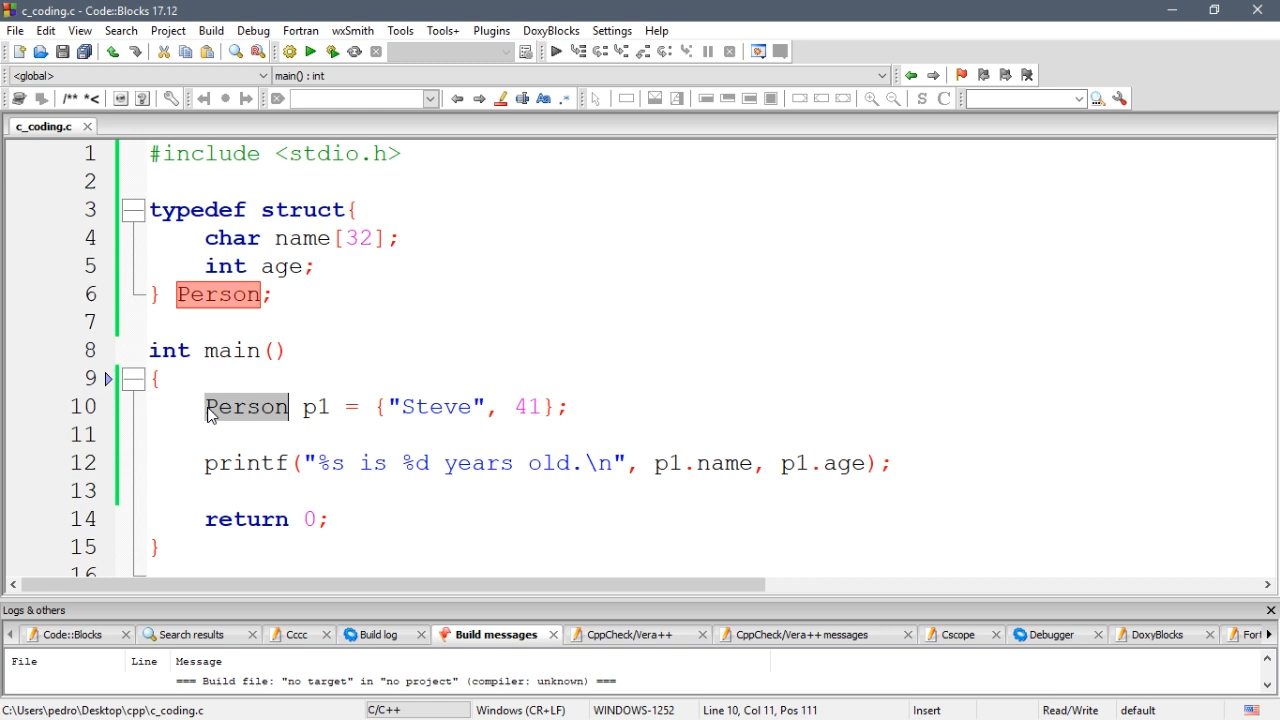 c_coding.c - Code::Blocks 17.12
File Edit View Search Project Build Debug Fortran wxSmith Tools Tools+ Plugins DoxyBlocks Settings Help
<global> main() : int
/** *<
S C
c_coding.c
1 #include <stdio.h>
2
3 typedef struct{
4 char name[32];
5 int age;
6 } Person;
7
8 int main()
9 {
10 Person p1 = {"Steve", 41};
11
12 printf("%s is %d years old.\n", p1.name, p1.age);
13
14 return 0;
15 }
16
Logs & others
Code::Blocks Search results Cccc Build log Build messages CppCheck/Vera++ CppCheck/Vera++ messages Cscope Debugger DoxyBlocks Fort
File Line Message
=== Build file: "no target" in "no project" (compiler: unknown) ===
C:\Users\pedro\Desktop\cpp\c_coding.c C/C++ Windows (CR+LF) WINDOWS-1252 Line 10, Col 11, Pos 111 Insert Read/Write default